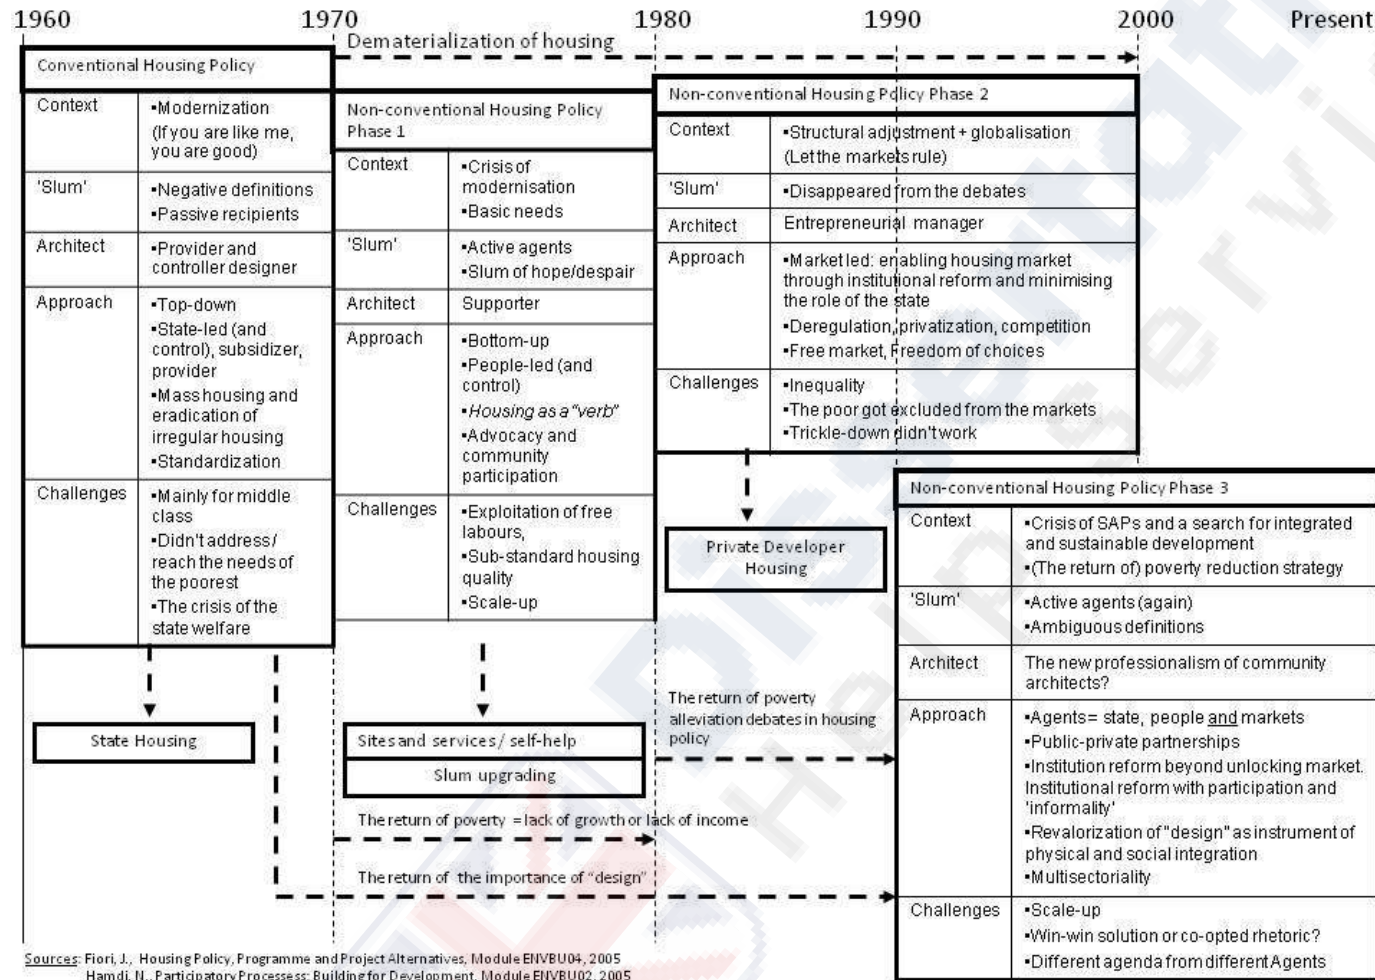 1960 1970 1980 1990 2000 Present
Dematerialization of housing
Conventional Housing Policy
Context
▪Modernization
(If you are like me,
you are good)
'Slum'
▪Negative definitions
▪Passive recipients
Architect
▪Provider and
controller designer
Approach
▪Top-down
▪State-led (and
control), subsidizer,
provider
▪Mass housing and
eradication of
irregular housing
▪Standardization
Challenges
▪Mainly for middle
class
▪Didn't address/
reach the needs of
the poorest
▪The crisis of the
state welfare
State Housing
Non-conventional Housing Policy
Phase 1
Context
▪Crisis of
modernisation
▪Basic needs
'Slum'
▪Active agents
▪Slum of hope/despair
Architect
Supporter
Approach
▪Bottom-up
▪People-led (and
control)
▪Housing as a "verb"
▪Advocacy and
community
participation
Challenges
▪Exploitation of free
labours,
▪Sub-standard housing
quality
▪Scale-up
Sites and services / self-help
Slum upgrading
Non-conventional Housing Policy Phase 2
Context
▪Structural adjustment + globalisation
(Let the markets rule)
'Slum'
▪Disappeared from the debates
Architect
Entrepreneurial manager
Approach
▪Market led: enabling housing market
through institutional reform and minimising
the role of the state
▪Deregulation, privatization, competition
▪Free market, Freedom of choices
Challenges
▪Inequality
▪The poor got excluded from the markets
▪Trickle-down didn't work
Private Developer
Housing
Non-conventional Housing Policy Phase 3
Context
▪Crisis of SAPs and a search for integrated
and sustainable development
▪(The return of) poverty reduction strategy
'Slum'
▪Active agents (again)
▪Ambiguous definitions
Architect
The new professionalism of community
architects?
Approach
▪Agents= state, people and markets
▪Public-private partnerships
▪Institution reform beyond unlocking market.
Institutional reform with participation and
'informality'
▪Revalorization of "design" as instrument of
physical and social integration
▪Multisectoriality
Challenges
▪Scale-up
▪Win-win solution or co-opted rhetoric?
▪Different agenda from different Agents
The return of poverty
alleviation debates in housing
policy
The return of poverty = lack of growth or lack of income
The return of the importance of "design"
Sources: Fiori, J., Housing Policy, Programme and Project Alternatives, Module ENVBU04, 2005
Hamdi, N., Participatory Processess: Building for Development, Module ENVBU02, 2005